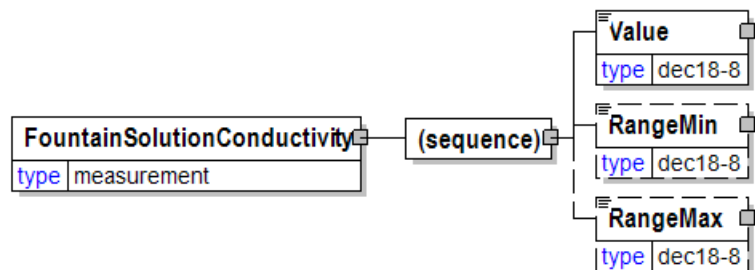 FountainSolutionConductivity
type measurement
(sequence)
Value
type dec18-8
RangeMin
type dec18-8
RangeMax
type dec18-8